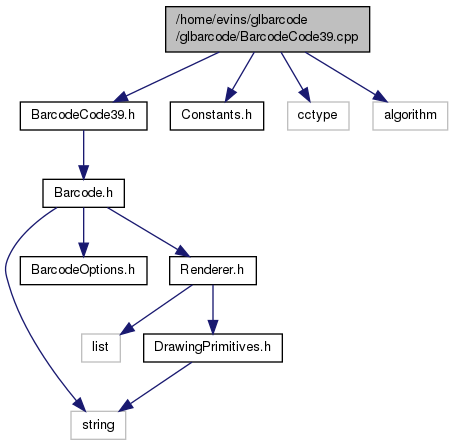 /home/evins/glbarcode
/glbarcode/BarcodeCode39.cpp
BarcodeCode39.h
Constants.h
cctype
algorithm
Barcode.h
BarcodeOptions.h
Renderer.h
list
DrawingPrimitives.h
string